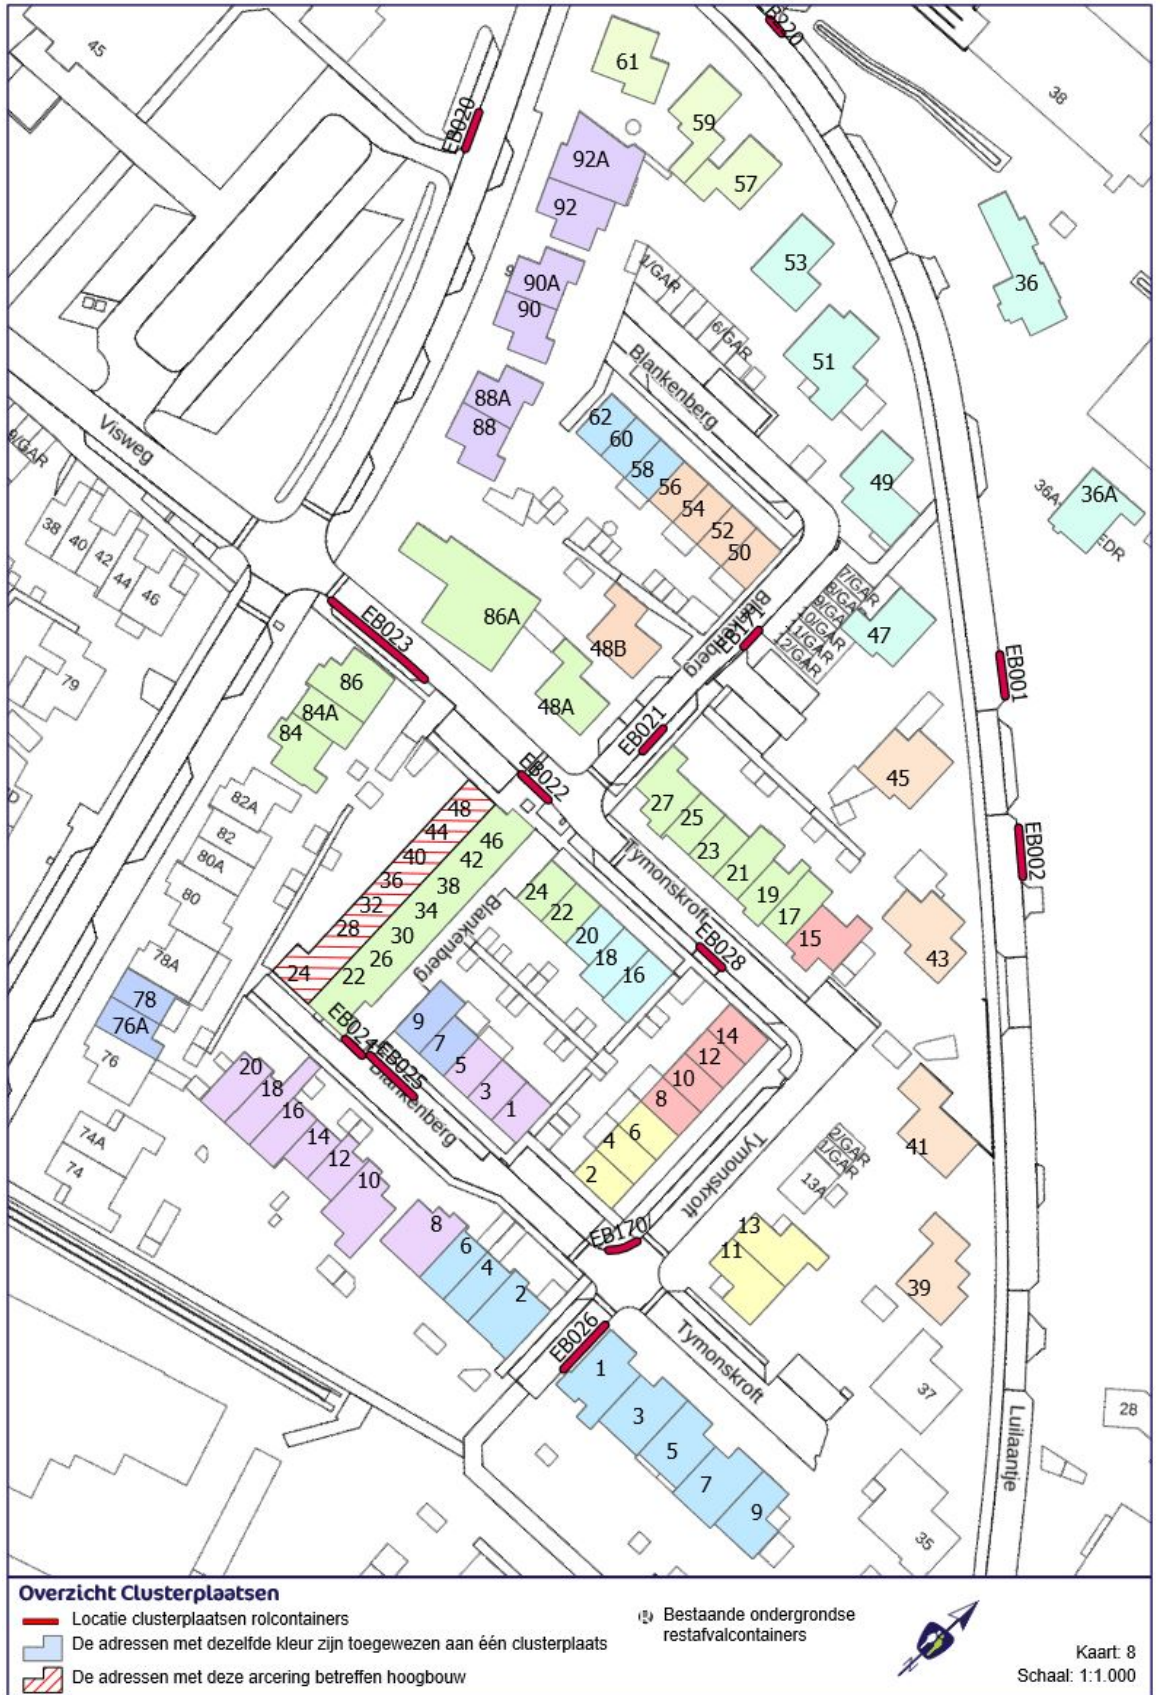 45
EB020
EB220
38
61
59
57
92A
92
90A
90
53
36
51
1/GAR
6/GAR
Blankenberg
88A
88
62
60
58
56
54
52
50
49
36A
36A
Visweg
9/GAR
38
40
42
44
46
86A
48B
48A
Blankenberg
EB171
7/GAR
8/GA
9/GA
10/GAR
11/GAR
12/GAR
47
EB023
EB001
79
86
84A
84
EB021
EB022
45
27
25
23
21
19
17
15
Tymonskroft
EB002
82A
82
80A
80
78A
78
76A
76
74A
74
48
44
40
36
32
28
24
46
42
38
34
30
26
22
Blankenberg
24
22
20
18
16
EB028
43
9
7
5
3
1
14
12
10
8
6
4
2
EB024
EB025
Blankenberg
20
18
16
14
12
10
8
6
4
2
Tymonskroft
2/GAR
1/GAR
13A
41
13
11
39
EB170
EB026
Tymonskroft
37
28
Luilaantje
1
3
5
7
9
35
Overzicht Clusterplaatsen
Locatie clusterplaatsen rolcontainers
De adressen met dezelfde kleur zijn toegewezen aan één clusterplaats
De adressen met deze arcering betreffen hoogbouw
Bestaande ondergrondse
restafvalcontainers
Kaart: 8
Schaal: 1:1.000